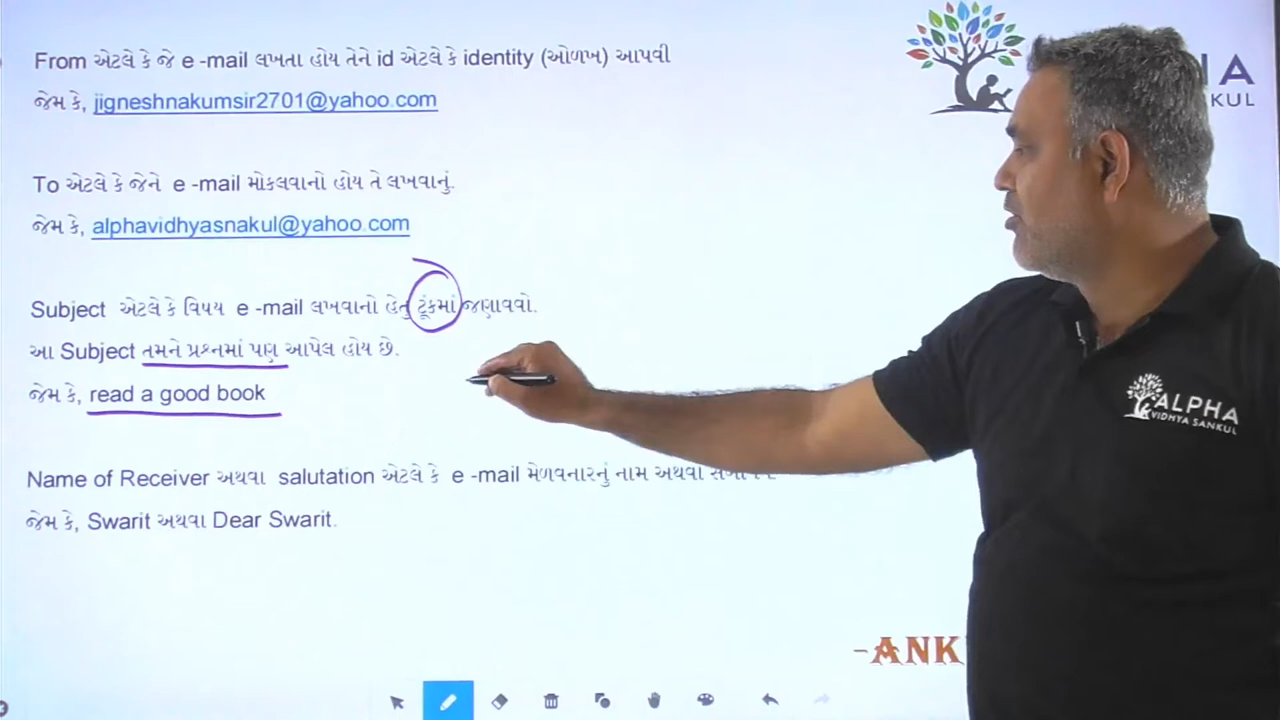 From એટલે કે જે e -mail લખતા હોય તેને id એટલે કે identity (ઓળખ) આપવી
જેમ કે, jigneshnakumsir2701@yahoo.com
To એટલે કે જેને e -mail મોકલવાનો હોય તે લખવાનું.
જેમ કે, alphavidhyasnakul@yahoo.com
Subject એટલે કે વિષય e -mail લખવાનો હેતુ ટૂંકમાં જણાવવો.
આ Subject તમને પ્રશ્નમાં પણ આપેલ હોય છે.
જેમ કે, read a good book
Name of Receiver અથવા salutation એટલે કે e -mail મેળવનારનું નામ અથવા
જેમ કે, Swarit અથવા Dear Swarit.
ALPHA
VIDHYA SANKUL